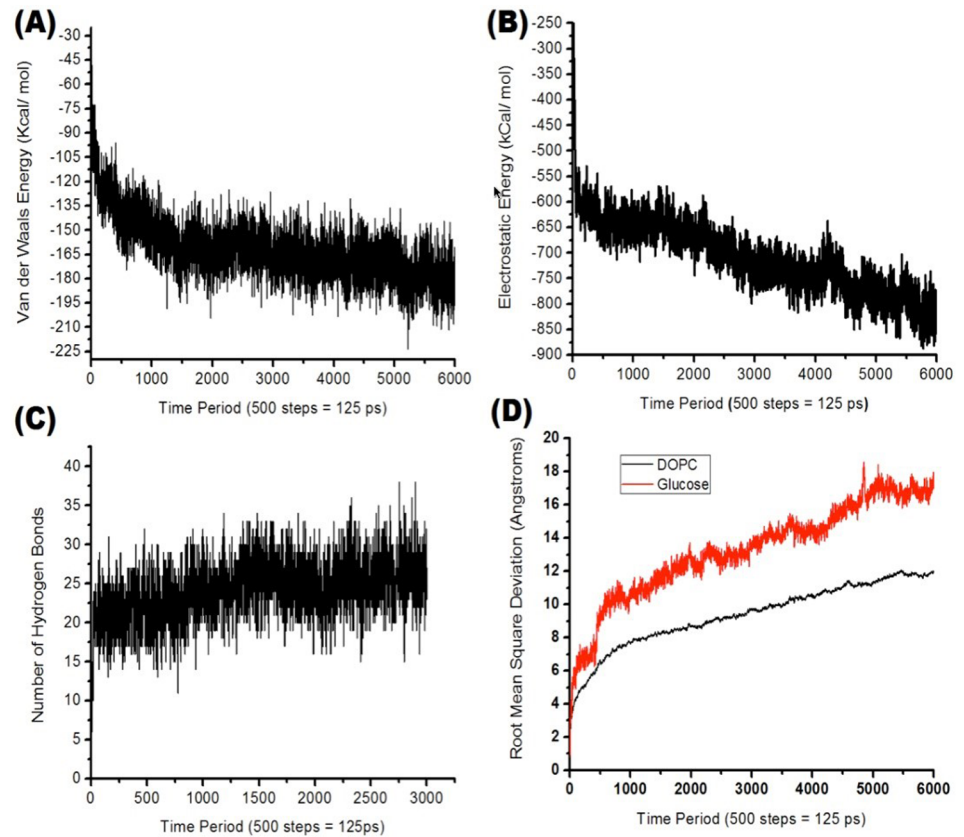 (A)
-30
-45
-60
-75
-90
-105
-120
-135
-150
-165
-180
-195
-210
-225
Van der Waals Energy (Kcal/ mol)
0 1000 2000 3000 4000 5000 6000
Time Period (500 steps = 125 ps)
(B)
-250
-300
-350
-400
-450
-500
-550
-600
-650
-700
-750
-800
-850
-900
Electrostatic Energy (kCal/ mol)
0 1000 2000 3000 4000 5000 6000
Time Period (500 steps = 125 ps)
(C)
40
35
30
25
20
15
10
5
0
Number of Hydrogen Bonds
0 500 1000 1500 2000 2500 3000
Time Period (500 steps = 125ps)
(D)
20
18
16
14
12
10
8
6
4
2
0
Root Mean Square Deviation (Angstroms)
DOPC
Glucose
0 1000 2000 3000 4000 5000 6000
Time Period (500 steps = 125 ps)